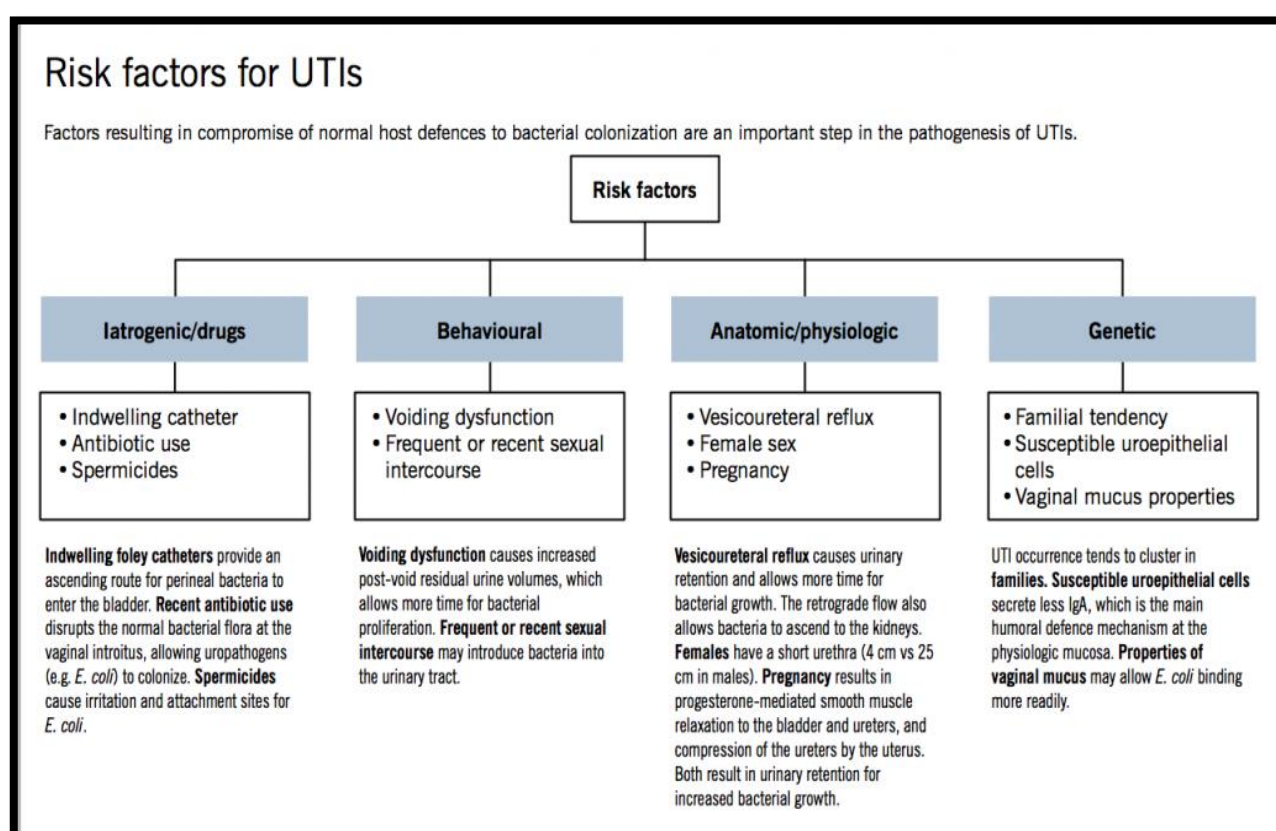 Risk factors for UTIs
Factors resulting in compromise of normal host defences to bacterial colonization are an important step in the pathogenesis of UTIs.
Risk factors
Iatrogenic/drugs
• Indwelling catheter
• Antibiotic use
• Spermicides
Indwelling foley catheters provide an
ascending route for perineal bacteria to
enter the bladder. Recent antibiotic use
disrupts the normal bacterial flora at the
vaginal introitus, allowing uropathogens
(e.g. E. coli) to colonize. Spermicides
cause irritation and attachment sites for
E. coli.
Behavioural
• Voiding dysfunction
• Frequent or recent sexual
intercourse
Voiding dysfunction causes increased
post-void residual urine volumes, which
allows more time for bacterial
proliferation. Frequent or recent sexual
intercourse may introduce bacteria into
the urinary tract.
Anatomic/physiologic
• Vesicoureteral reflux
• Female sex
• Pregnancy
Vesicoureteral reflux causes urinary
retention and allows more time for
bacterial growth. The retrograde flow also
allows bacteria to ascend to the kidneys.
Females have a short urethra (4 cm vs 25
cm in males). Pregnancy results in
progesterone-mediated smooth muscle
relaxation to the bladder and ureters, and
compression of the ureters by the uterus.
Both result in urinary retention for
increased bacterial growth.
Genetic
• Familial tendency
• Susceptible uroepithelial
cells
• Vaginal mucus properties
UTI occurrence tends to cluster in
families. Susceptible uroepithelial cells
secrete less IgA, which is the main
humoral defence mechanism at the
physiologic mucosa. Properties of
vaginal mucus may allow E. coli binding
more readily.